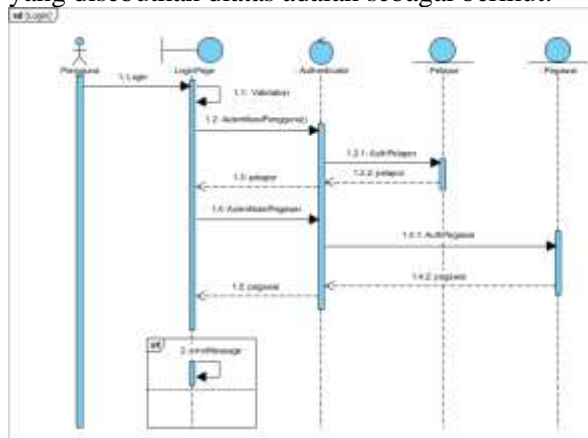 yang disebutkan diatas adalah sebagai berikut:
sd [Login]
Pengguna
LoginPage
: Authenticator
Pelapor
Pegawai
1. Login
1.1: Validation
1.2: AutentikasiPengguna()
1.2.1: AuthPelapor
1.2.2: pelapor
1.3: pelapor
1.4: AutentikasiPegawai
1.4.1: AuthPegawai
1.4.2: pegawai
1.5: pegawai
2: errorMessage